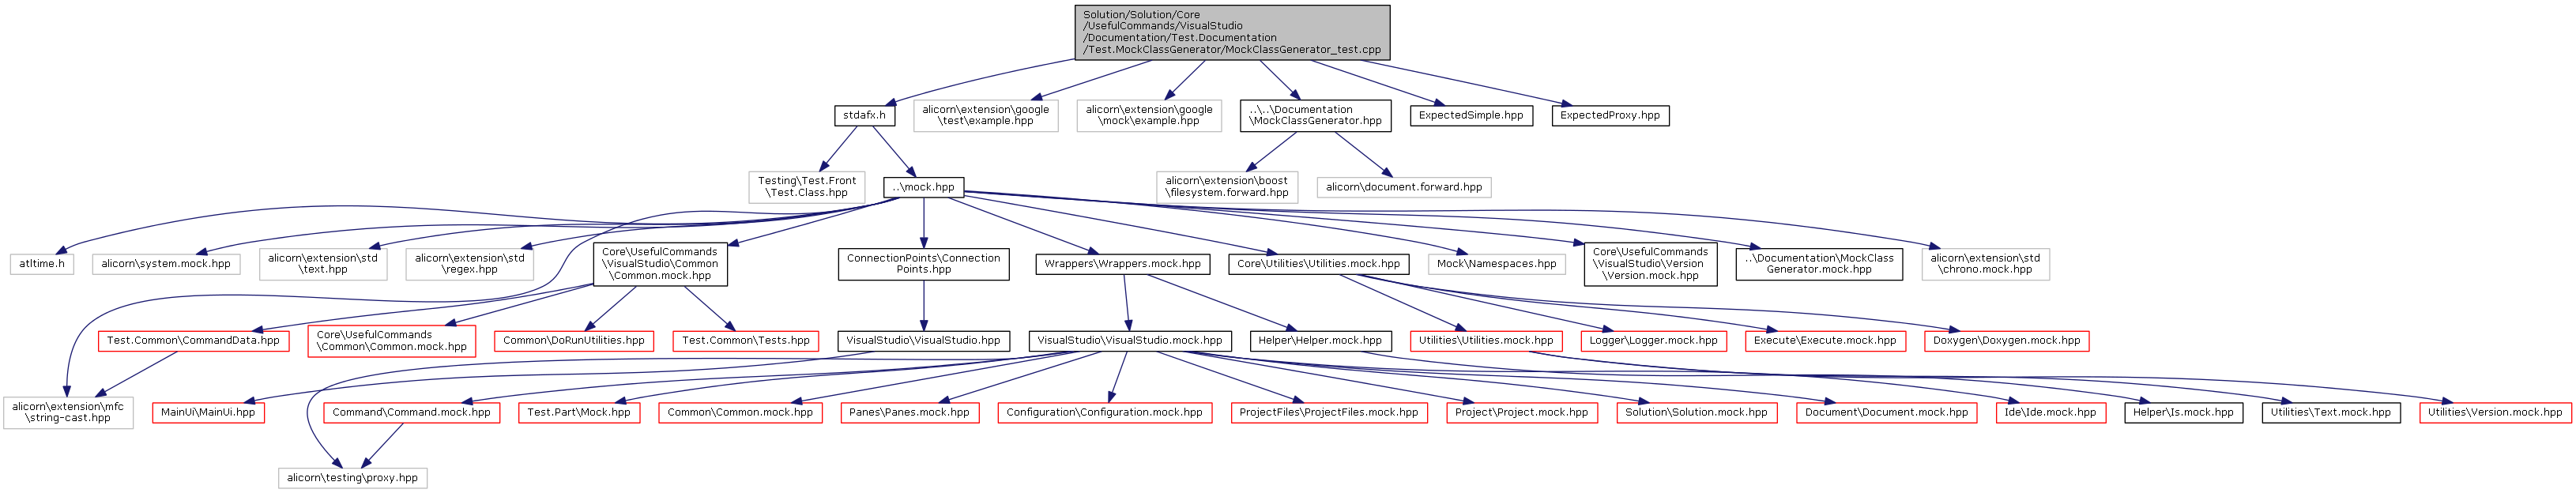 Solution/Solution/Core
/UsefulCommands/VisualStudio
/Documentation/Test.Documentation
/Test.MockClassGenerator/MockClassGenerator_test.cpp
stdafx.h
alicorn\extension\google
\test\example.hpp
alicorn\extension\google
\mock\example.hpp
..\..\Documentation
\MockClassGenerator.hpp
ExpectedSimple.hpp
ExpectedProxy.hpp
Testing\Test.Front
\Test.Class.hpp
..\mock.hpp
alicorn\extension\boost
\filesystem.forward.hpp
alicorn\document.forward.hpp
atltime.h
alicorn\system.mock.hpp
alicorn\extension\std
\text.hpp
alicorn\extension\std
\regex.hpp
Core\UsefulCommands
\VisualStudio\Common
\Common.mock.hpp
ConnectionPoints\Connection
Points.hpp
Wrappers\Wrappers.mock.hpp
Core\Utilities\Utilities.mock.hpp
Mock\Namespaces.hpp
Core\UsefulCommands
\VisualStudio\Version
\Version.mock.hpp
..\Documentation\MockClass
Generator.mock.hpp
alicorn\extension\std
\chrono.mock.hpp
Test.Common\CommandData.hpp
Core\UsefulCommands
\Common\Common.mock.hpp
Common\DoRunUtilities.hpp
Test.Common\Tests.hpp
VisualStudio\VisualStudio.hpp
VisualStudio\VisualStudio.mock.hpp
Helper\Helper.mock.hpp
Utilities\Utilities.mock.hpp
Logger\Logger.mock.hpp
Execute\Execute.mock.hpp
Doxygen\Doxygen.mock.hpp
alicorn\extension\mfc
\string-cast.hpp
MainUi\MainUi.hpp
Command\Command.mock.hpp
Test.Part\Mock.hpp
Common\Common.mock.hpp
Panes\Panes.mock.hpp
Configuration\Configuration.mock.hpp
ProjectFiles\ProjectFiles.mock.hpp
Project\Project.mock.hpp
Solution\Solution.mock.hpp
Document\Document.mock.hpp
Ide\Ide.mock.hpp
Helper\Is.mock.hpp
Utilities\Text.mock.hpp
Utilities\Version.mock.hpp
alicorn\testing\proxy.hpp